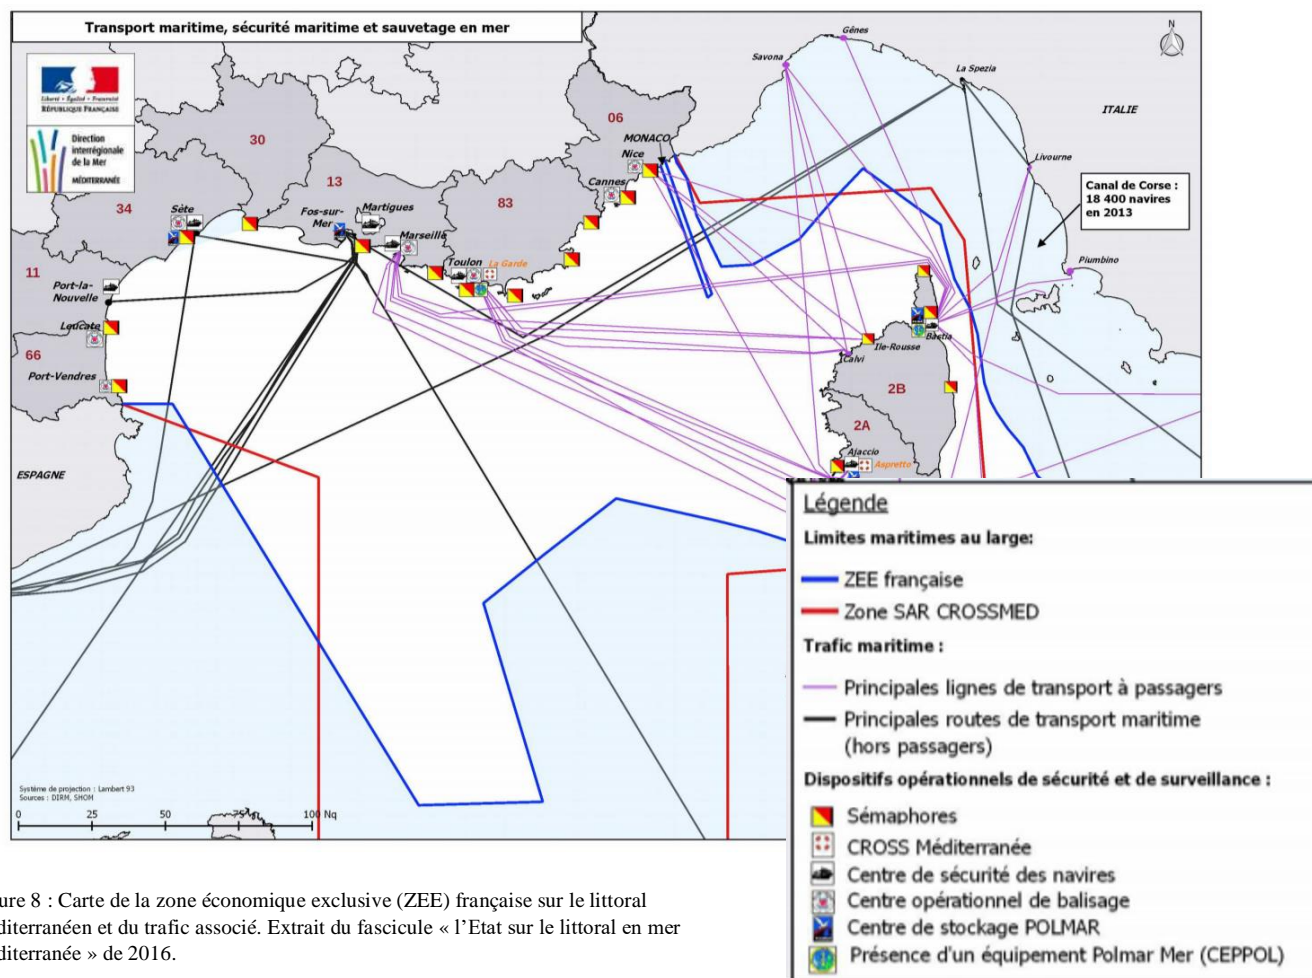 Transport maritime, sécurité maritime et sauvetage en mer
N
Liberté • Égalité • Fraternité
RÉPUBLIQUE FRANÇAISE
Direction
interrégionale
de la Mer
MÉDITERRANÉE
Gênes
Savona
La Spezia
ITALIE
06
MONACO
Nice
Cannes
30
13
34
83
Livourne
Canal de Corse :
18 400 navires
en 2013
Sète
Fos-sur-
Mer
Martigues
Marseille
Toulon
La Garde
Piumbino
11
Port-la-
Nouvelle
Leucate
66
Port-Vendres
Bastia
Ile-Rousse
Calvi
2B
2A
Ajaccio
Aspretto
ESPAGNE
Système de projection : Lambert 93
Sources : DIRM, SHOM
0 25 50 75 100 Nq
Légende
Limites maritimes au large:
ZEE française
Zone SAR CROSSMED
Trafic maritime :
Principales lignes de transport à passagers
Principales routes de transport maritime
(hors passagers)
Dispositifs opérationnels de sécurité et de surveillance :
Sémaphores
CROSS Méditerranée
Centre de sécurité des navires
Centre opérationnel de balisage
Centre de stockage POLMAR
Présence d'un équipement Polmar Mer (CEPPOL)
ure 8 : Carte de la zone économique exclusive (ZEE) française sur le littoral
diterranéen et du trafic associé. Extrait du fascicule « l’Etat sur le littoral en mer
diterranée » de 2016.